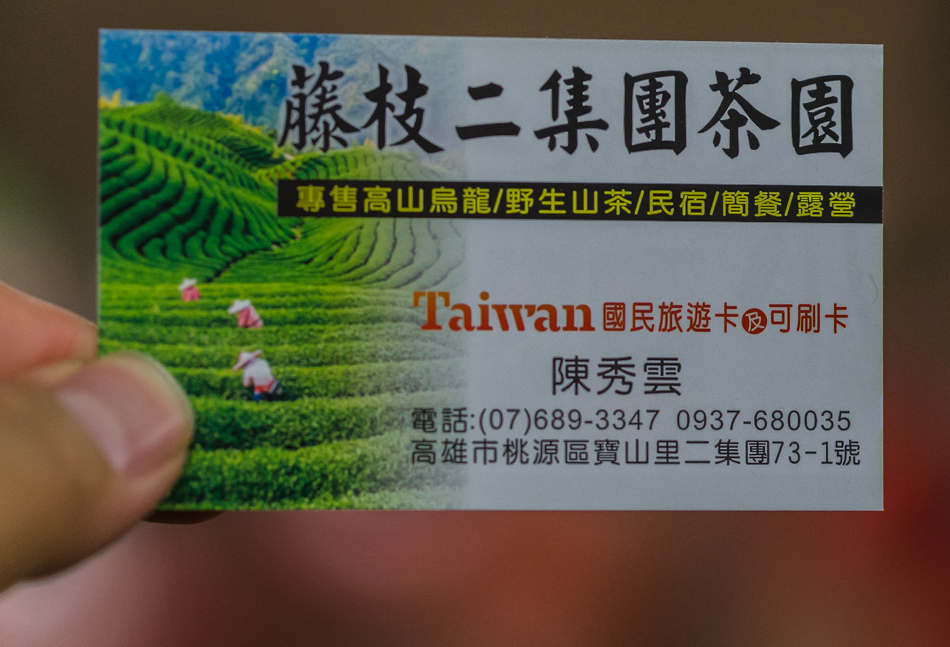 藤枝二集團茶園
專售高山烏龍/野生山茶/民宿/簡餐/露營
Taiwan 國民旅遊卡及可刷卡
陳秀雲
電話:(07)689-3347 0937-680035
高雄市桃源區寶山里二集團73-1號